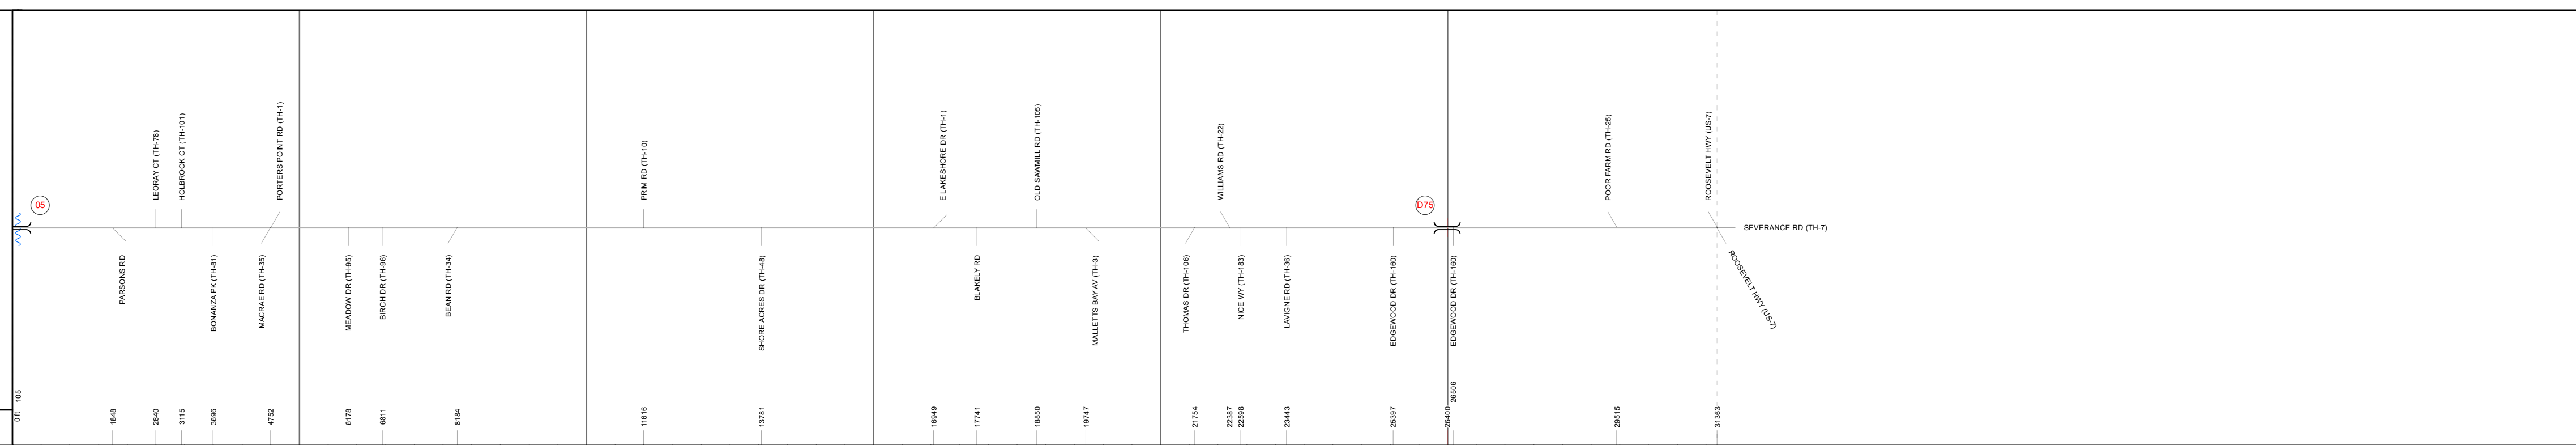 LEORAY CT (TH-78)
HOLBROOK CT (TH-101)
PORTERS POINT RD (TH-1)
PRIM RD (TH-10)
E LAKESHORE DR (TH-1)
OLD SAWMILL RD (TH-105)
WILLIAMS RD (TH-22)
POOR FARM RD (TH-25)
ROOSEVELT HWY (US-7)
05
D75
SEVERANCE RD (TH-7)
PARSONS RD
BONANZA PK (TH-81)
MACRAE RD (TH-35)
MEADOW DR (TH-95)
BIRCH DR (TH-96)
BEAN RD (TH-34)
SHORE ACRES DR (TH-48)
BLAKELY RD
MALLETTS BAY AV (TH-3)
THOMAS DR (TH-106)
NICE WY (TH-183)
LAVIGNE RD (TH-36)
EDGEWOOD DR (TH-160)
EDGEWOOD DR (TH-160)
ROOSEVELT HWY (US-7)
0 ft
105
1848
2640
3115
3696
4752
6178
6811
8184
11616
13781
16949
17741
18850
19747
21754
22387
22598
23443
25397
26400
26506
29515
31363